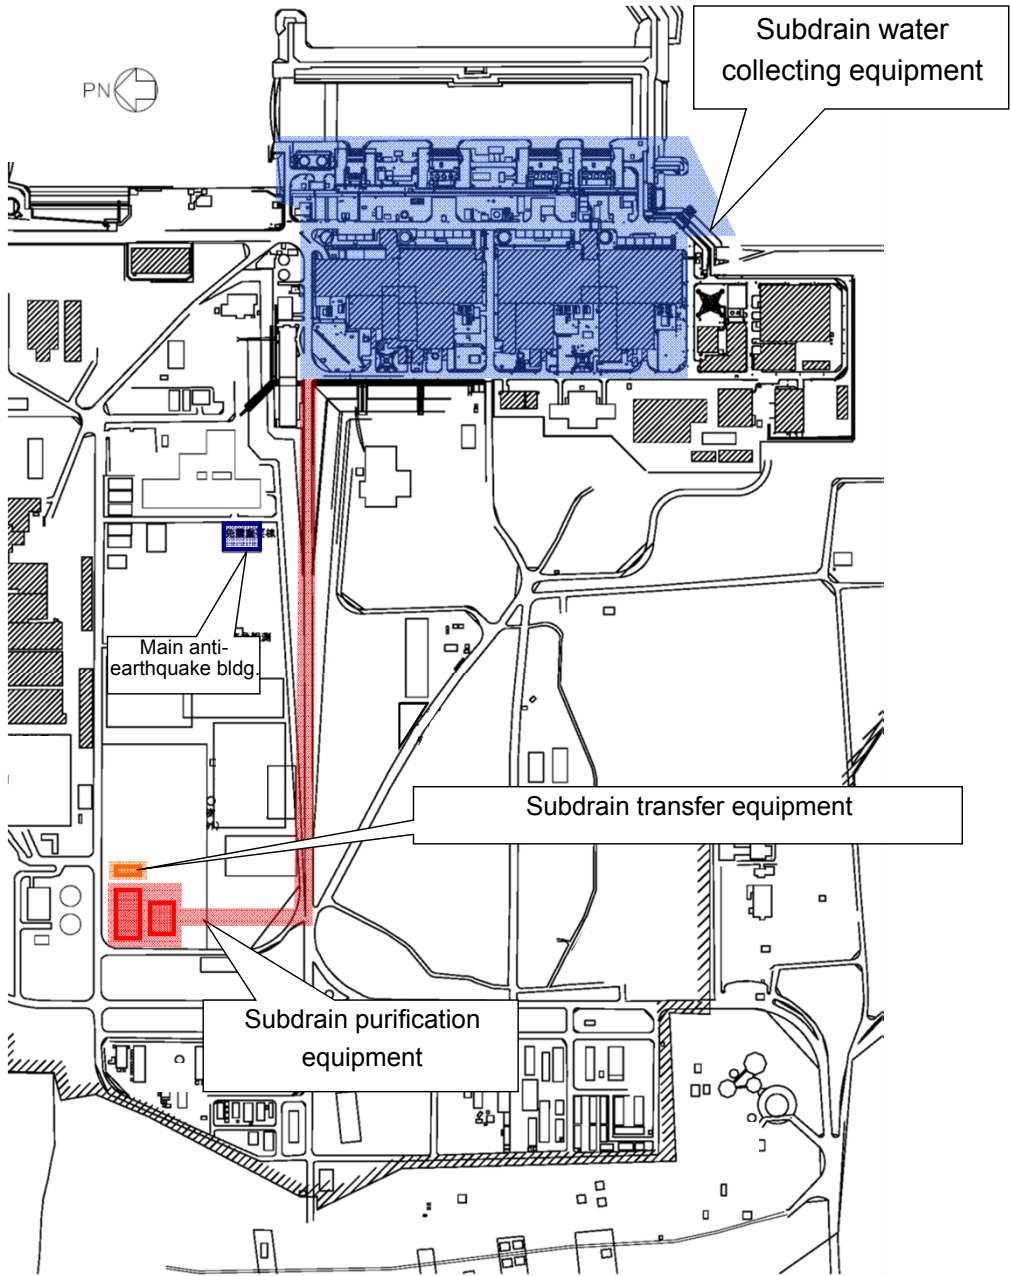 Subdrain water
collecting equipment
PN
Main anti-
earthquake bldg.
Subdrain transfer equipment
Subdrain purification
equipment